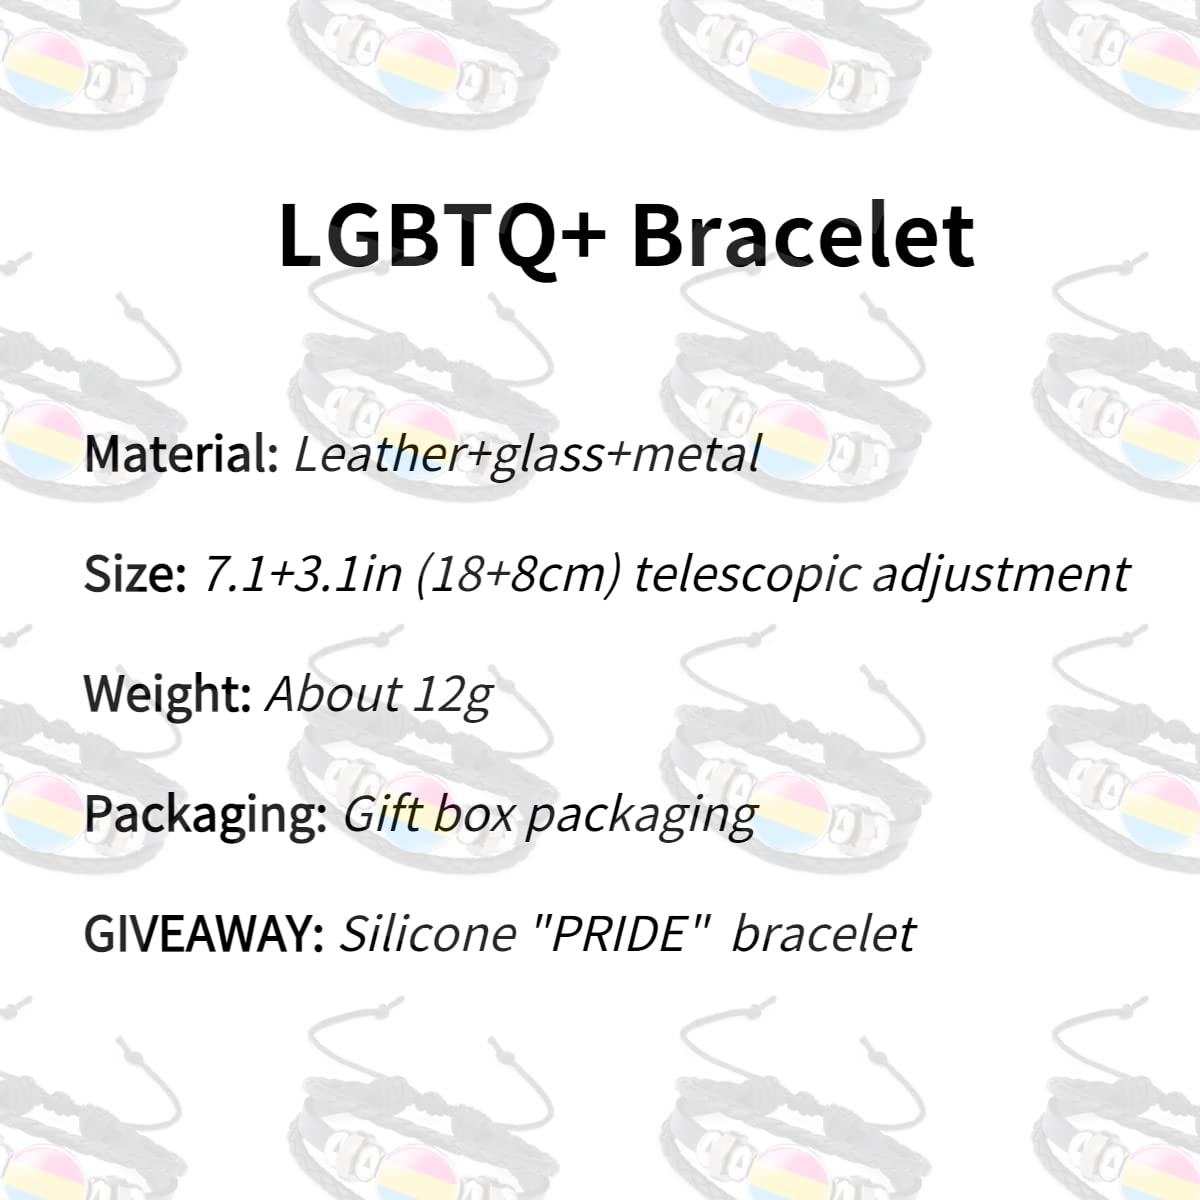 LGBTQ+ Bracelet
Material: Leather+glass+metal
Size: 7.1+3.1in (18+8cm) telescopic adjustment
Weight: About 12g
Packaging: Gift box packaging
GIVEAWAY: Silicone "PRIDE" bracelet